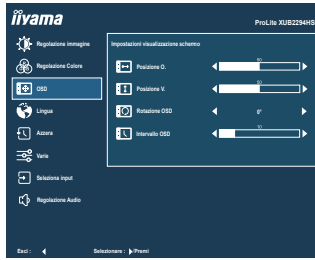 iiyama
ProLite XUB2294HS
Regolazione Immagine
Regolazione Colore
OSD
Lingua
Azzera
Varie
Seleziona input
Regolazione Audio
Impostazioni visualizzazione schermo
Posizione O. 50
Posizione V. 50
Rotazione OSD 0°
Intervallo OSD 10
Esci :
Selezionare : /Premi